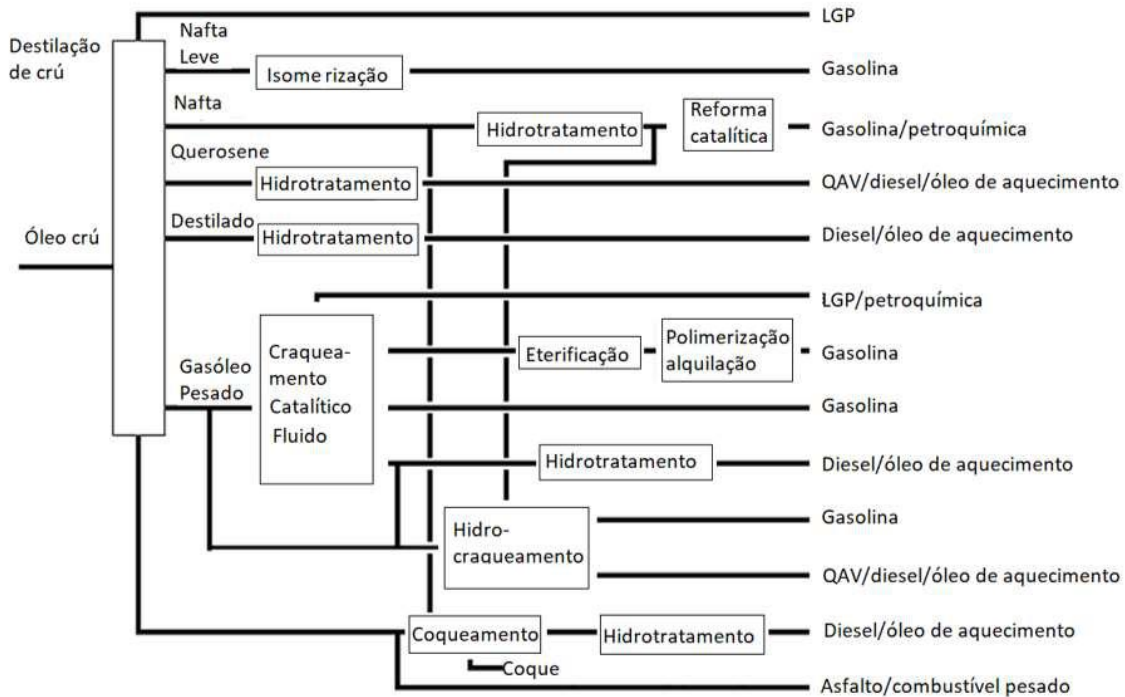 LGP
Nafta
Leve
Destilação
de crú
Isome rização
Gasolina
Nafta
Hidrotratamento
Reforma
catalítica
Gasolina/petroquímica
Querosene
Hidrotratamento
QAV/diesel/óleo de aquecimento
Destilado
Hidrotratamento
Diesel/óleo de aquecimento
Óleo crú
LGP/petroquímica
Craquea-
mento
Catalítico
Fluido
Eterificação
Polimerização
alquilação
Gasolina
Gasóleo
Pesado
Gasolina
Hidrotratamento
Diesel/óleo de aquecimento
Hidro-
craqueamento
Gasolina
QAV/diesel/óleo de aquecimento
Coqueamento
Hidrotratamento
Diesel/óleo de aquecimento
Coque
Asfalto/combustível pesado